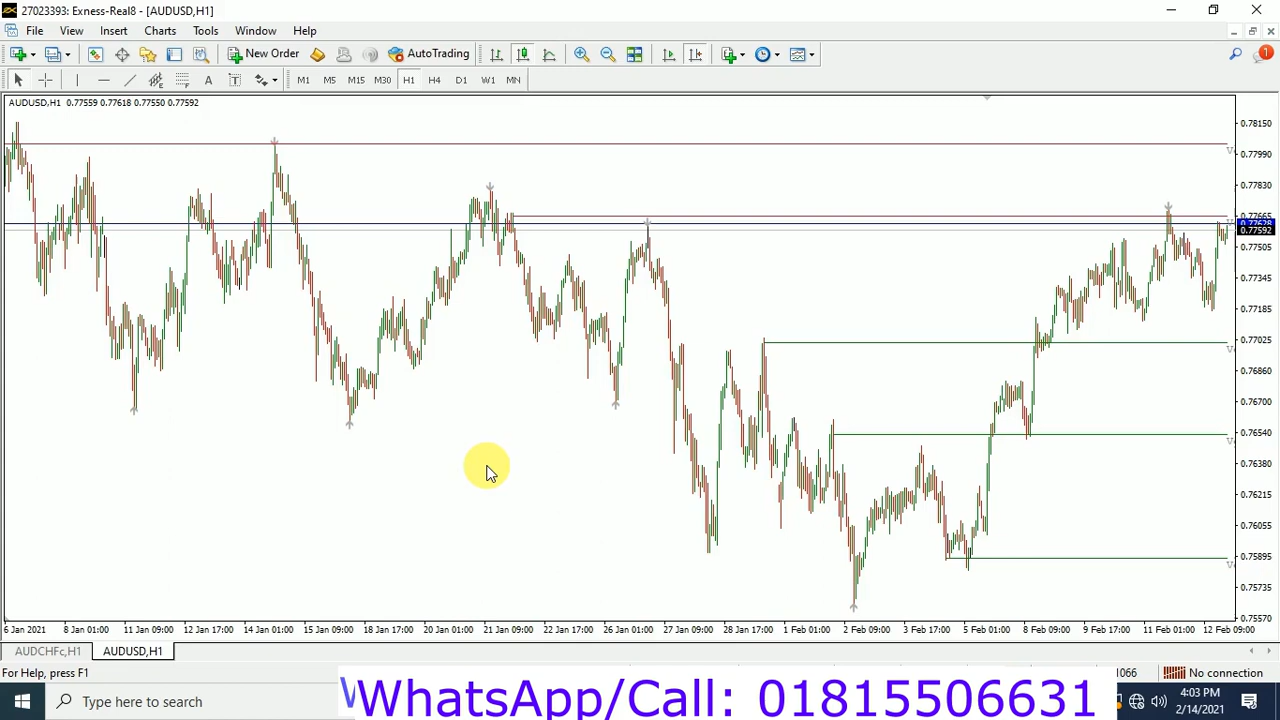 27023393: Exness-Real8 - [AUDUSD,H1]
File View Insert Charts Tools Window Help
New Order AutoTrading
1
A T M1 M5 M15 M30 H1 H4 D1 W1 MN
AUDUSD,H1 0.77559 0.77618 0.77550 0.77592
0.78150
0.77990
0.77830
0.77665
0.77628
0.77592
0.77505
0.77345
0.77185
0.77025
0.76860
0.76700
0.76540
0.76380
0.76215
0.76055
0.75895
0.75735
0.75570
6 Jan 2021 8 Jan 01:00 11 Jan 09:00 12 Jan 17:00 14 Jan 01:00 15 Jan 09:00 18 Jan 17:00 20 Jan 01:00 21 Jan 09:00 22 Jan 17:00 26 Jan 01:00 27 Jan 09:00 28 Jan 17:00 1 Feb 01:00 2 Feb 09:00 3 Feb 17:00 5 Feb 01:00 8 Feb 09:00 9 Feb 17:00 11 Feb 01:00 12 Feb 09:00
AUDCHFc,H1 AUDUSD,H1
For Help, press F1 1066 No connection
Type here to search
WhatsApp/Call: 01815506631
4:03 PM
2/14/2021